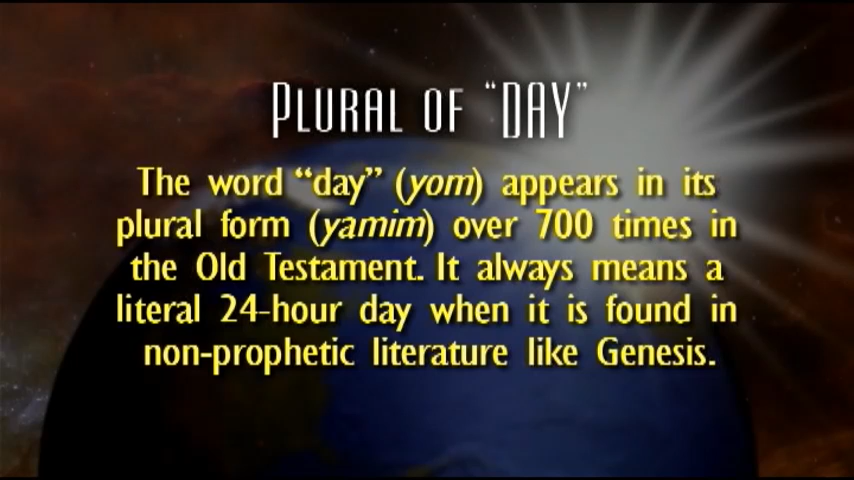 PLURAL OF “DAY”
The word “day” (yom) appears in its
plural form (yamim) over 700 times in
the Old Testament. It always means a
literal 24-hour day when it is found in
non-prophetic literature like Genesis.